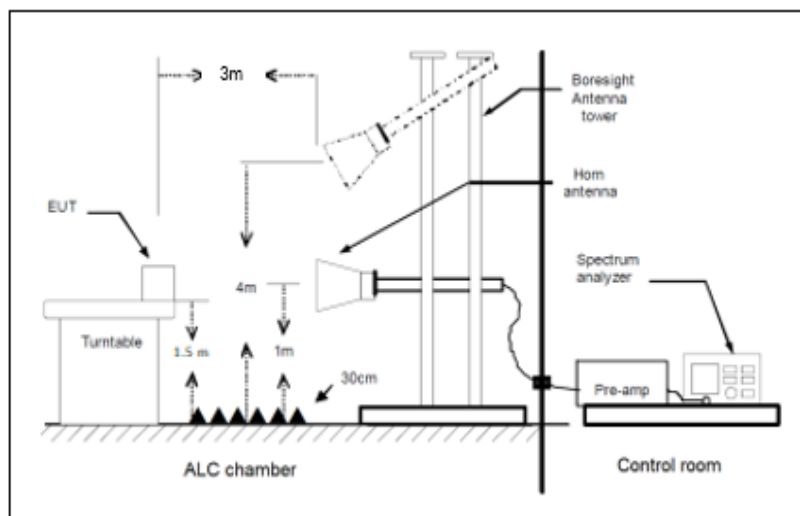 3m
Boresight
Antenna
tower
Horn
antenna
EUT
Spectrum
analyzer
4m
Turntable
1.5 m
1m
30cm
Pre-amp
ALC chamber
Control room